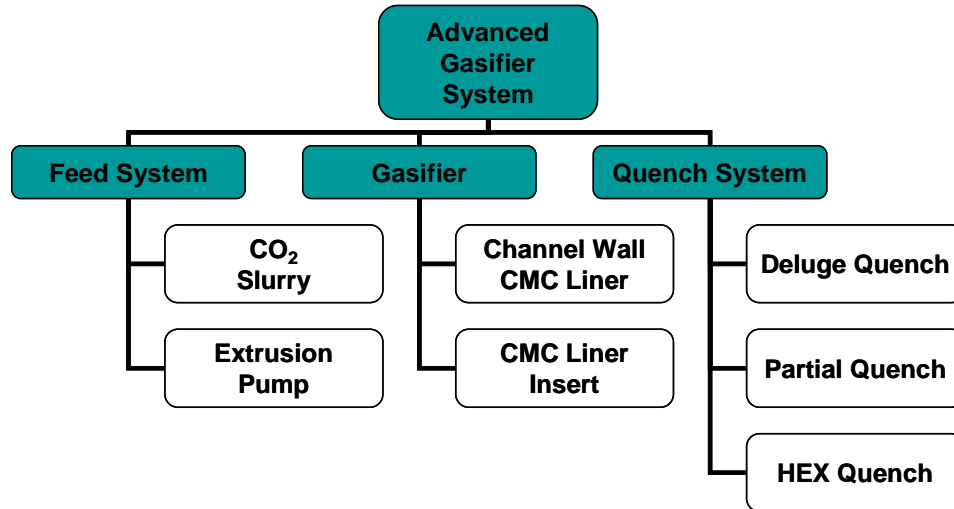 Advanced
Gasifier
System
Feed System
Gasifier
Quench System
CO₂
Slurry
Channel Wall
CMC Liner
Deluge Quench
Extrusion
Pump
CMC Liner
Insert
Partial Quench
HEX Quench